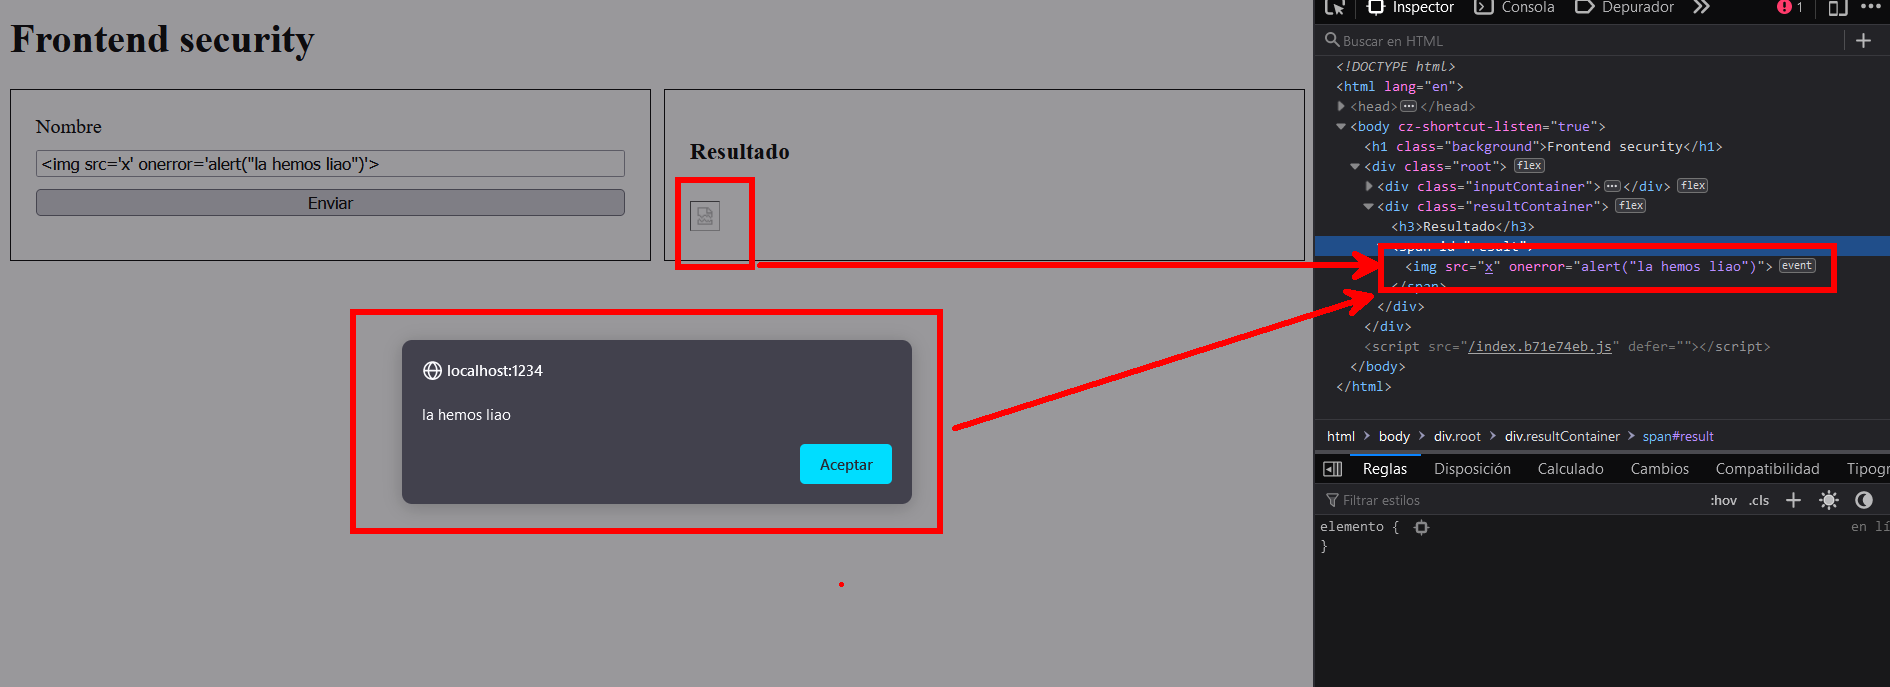 Frontend security
Nombre
<img src='x' onerror='alert("la hemos liao")'>
Enviar
Resultado
localhost:1234
la hemos liao
Aceptar
Inspector Consola Depurador 1
Buscar en HTML
<!DOCTYPE html>
<html lang="en">
<head> ••• </head>
<body cz-shortcut-listen="true">
<h1 class="background">Frontend security</h1>
<div class="root"> flex
<div class="inputContainer"> ••• </div> flex
<div class="resultContainer"> flex
<h3>Resultado</h3>
<span id="result">
<img src="x" onerror="alert("la hemos liao")"> event
</span>
</div>
</div>
<script src="/index.b71e74eb.js" defer=""></script>
</body>
</html>
html > body > div.root > div.resultContainer > span#result
Reglas Disposición Calculado Cambios Compatibilidad Tipogr
Filtrar estilos :hov .cls
elemento { en lí
}